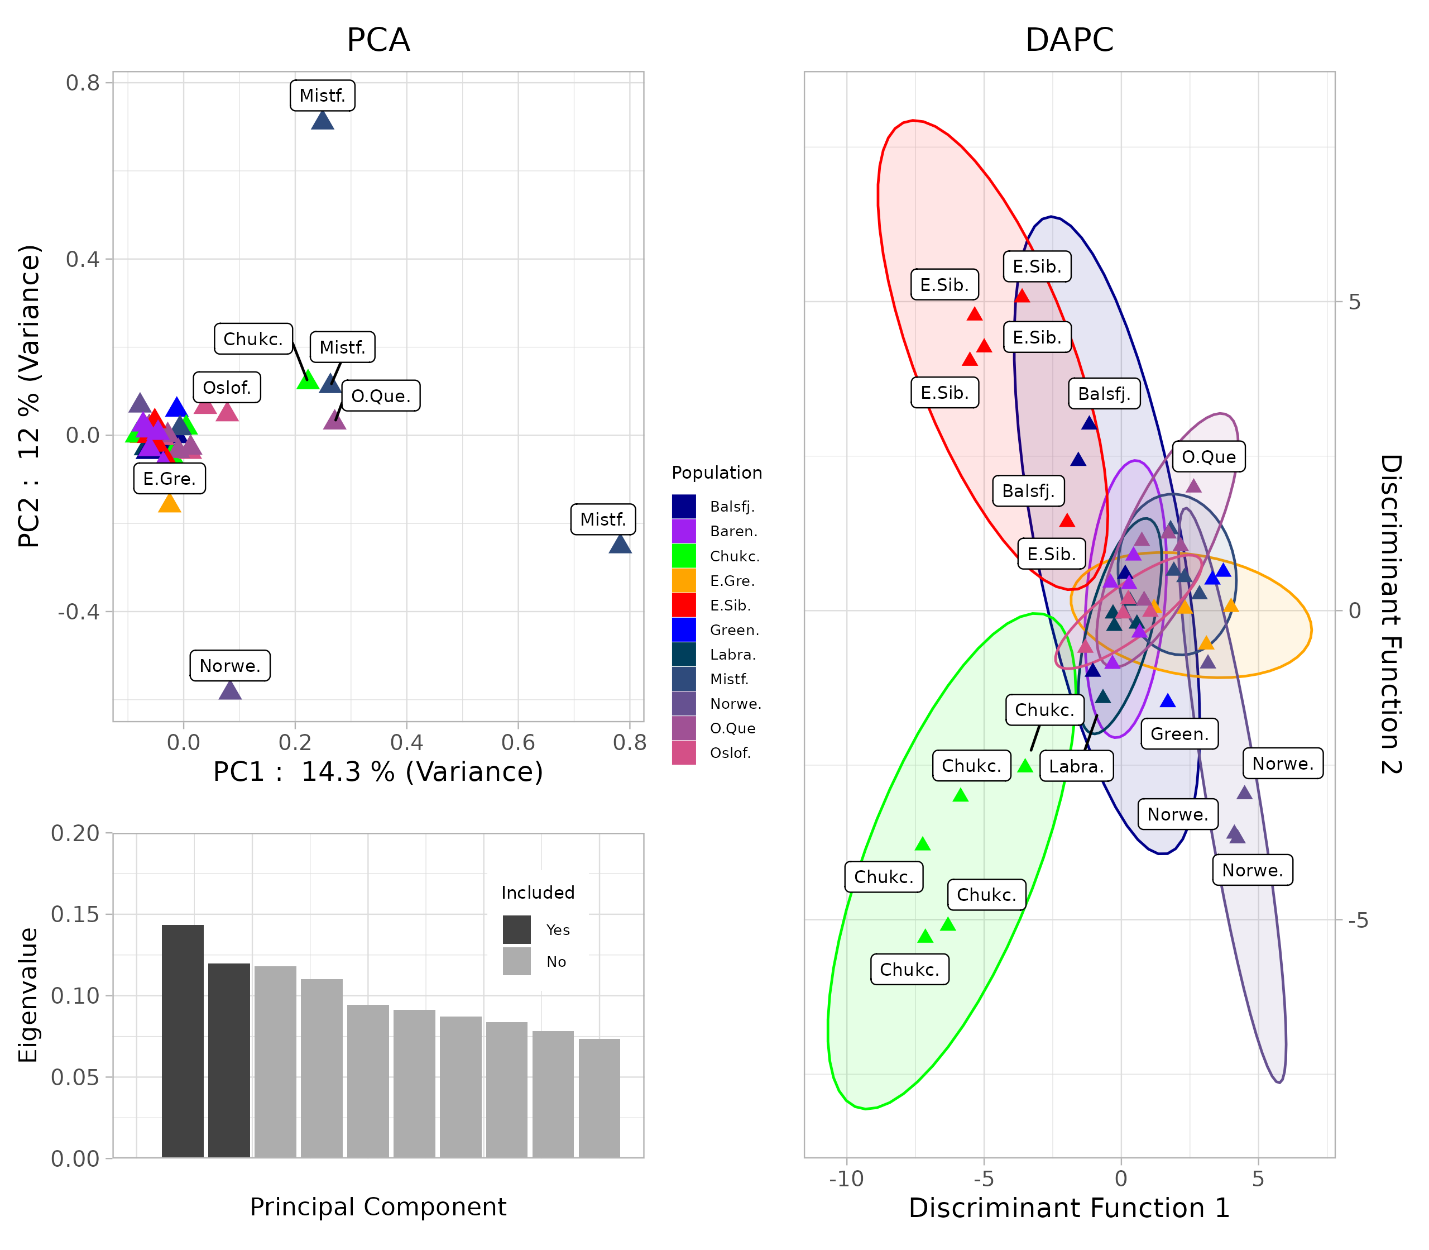 PCA
0.8
0.4
0.0
-0.4
PC2 : 12 % (Variance)
Mistf.
Chukc.
Mistf.
Oslof.
O.Que.
E.Gre.
Mistf.
Norwe.
0.0
0.2
0.4
0.6
0.8
PC1 : 14.3 % (Variance)
Population
Balsfj.
Baren.
Chukc.
E.Gre.
E.Sib.
Green.
Labra.
Mistf.
Norwe.
O.Que
Oslof.
0.20
0.15
0.10
0.05
0.00
Eigenvalue
Included
Yes
No
Principal Component
DAPC
E.Sib.
E.Sib.
E.Sib.
E.Sib.
Balsfj.
O.Que
Balsfj.
E.Sib.
Chukc.
Green.
Chukc.
Labra.
Norwe.
Norwe.
Chukc.
Norwe.
Chukc.
Chukc.
5
0
-5
Discriminant Function 2
-10
-5
0
5
Discriminant Function 1